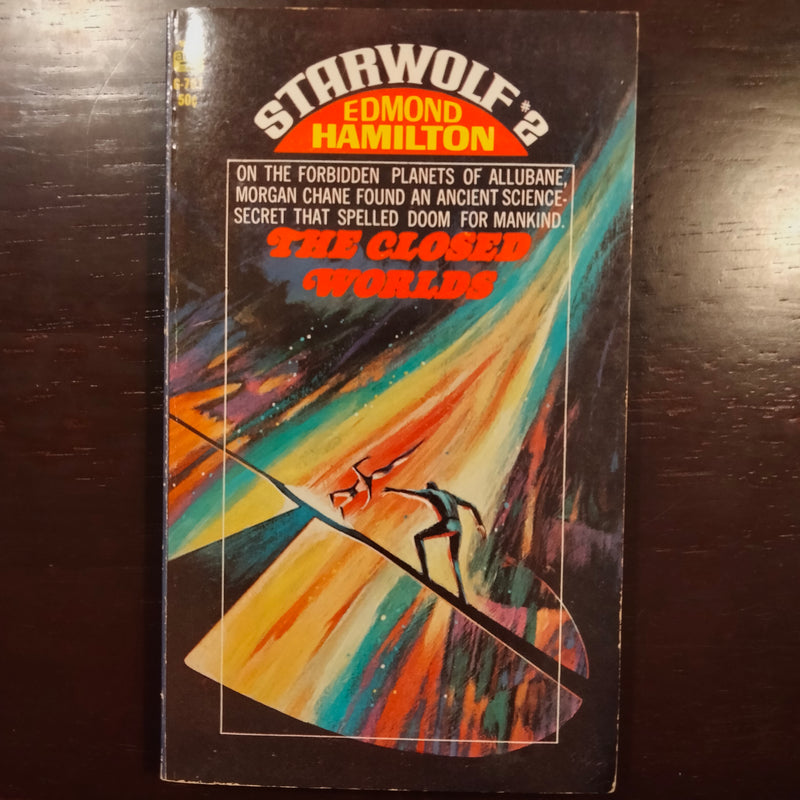 50¢
STARWOLF #2
EDMOND
HAMILTON
ON THE FORBIDDEN PLANETS OF ALLUBANE,
MORGAN CHANE FOUND AN ANCIENT SCIENCE-
SECRET THAT SPELLED DOOM FOR MANKIND.
THE CLOSED
WORLDS